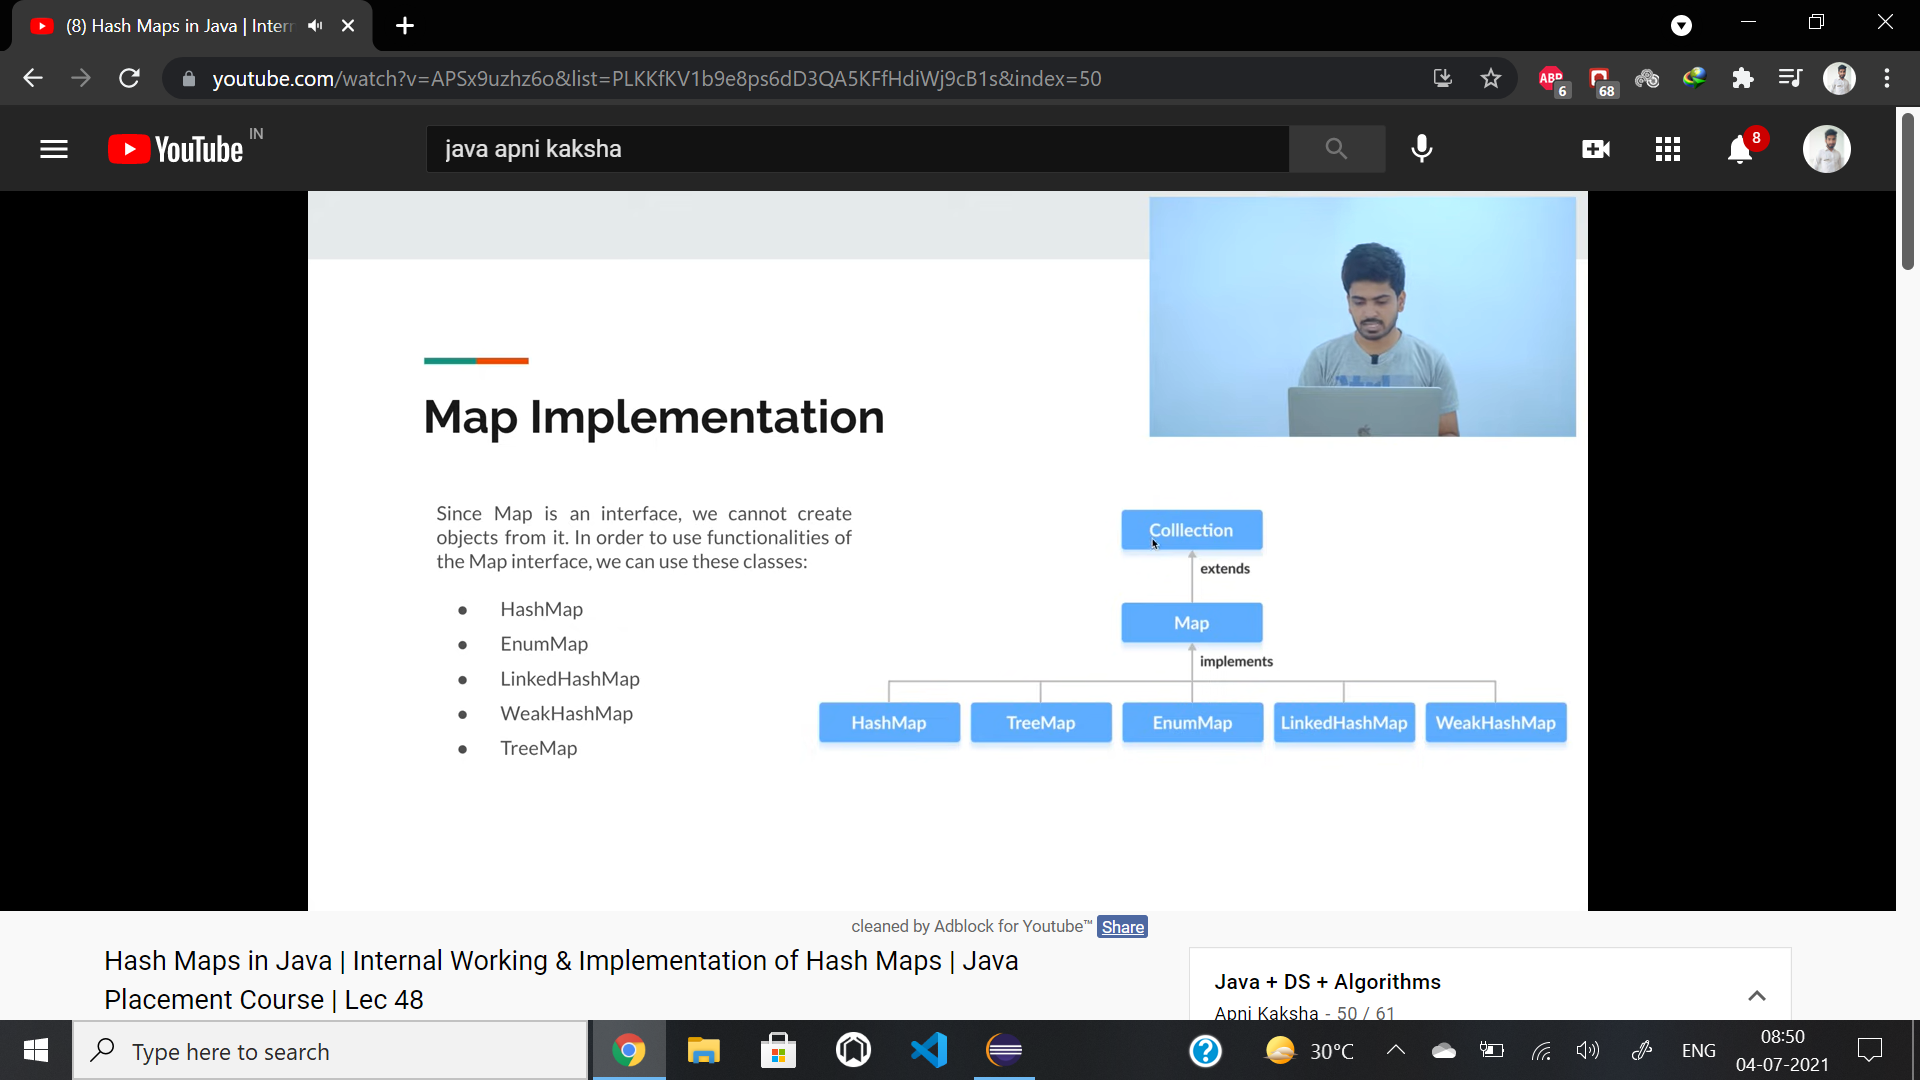 (8) Hash Maps in Java | Inter
youtube.com/watch?v=APSx9uzhz6o&list=PLKKfKV1b9e8ps6dD3QA5KFfHdiWj9cB1s&index=50
ABP
6
68
YouTube
IN
java apni kaksha
8
Map Implementation
Since Map is an interface, we cannot create
objects from it. In order to use functionalities of
the Map interface, we can use these classes:
● HashMap
● EnumMap
● LinkedHashMap
● WeakHashMap
● TreeMap
Colllection
extends
Map
implements
HashMap TreeMap EnumMap LinkedHashMap WeakHashMap
cleaned by Adblock for Youtube™ Share
Hash Maps in Java | Internal Working & Implementation of Hash Maps | Java
Placement Course | Lec 48
Java + DS + Algorithms
Apni Kaksha - 50 / 61
Type here to search
30°C
ENG
08:50
04-07-2021